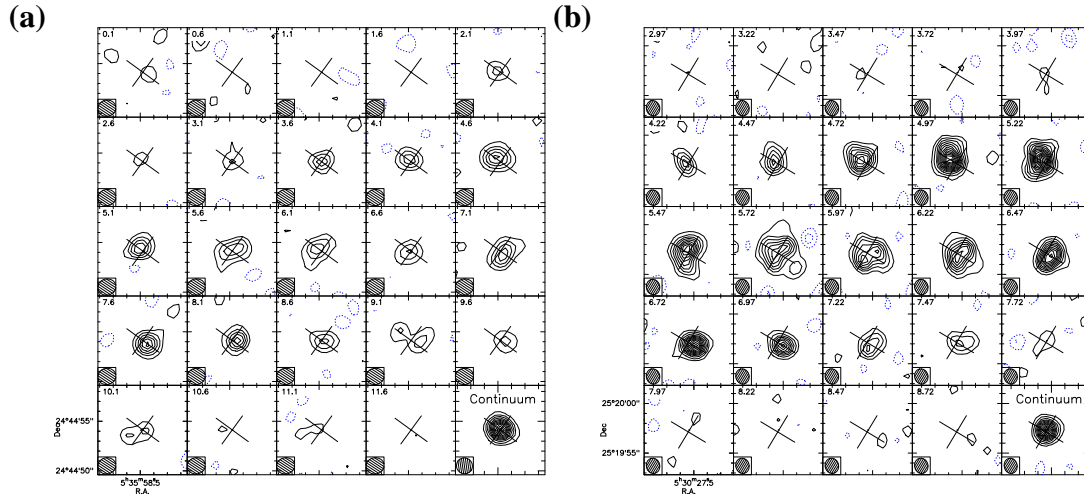 (a) (b)
0.1 0.6 1.1 1.6 2.1 2.97 3.22 3.47 3.72 3.97
2.6 3.1 3.6 4.1 4.6 4.22 4.47 4.72 4.97 5.22
5.1 5.6 6.1 6.6 7.1 5.47 5.72 5.97 6.22 6.47
7.6 8.1 8.6 9.1 9.6 6.72 6.97 7.22 7.47 7.72
10.1 10.6 11.1 11.6 Continuum 7.97 8.22 8.47 8.72 Continuum
24°44'55" 25°20'00"
Dec Dec
24°44'50" 25°19'55"
5ʰ35ᵐ58ˢ.5 5ʰ30ᵐ27ˢ.5
R.A. R.A.